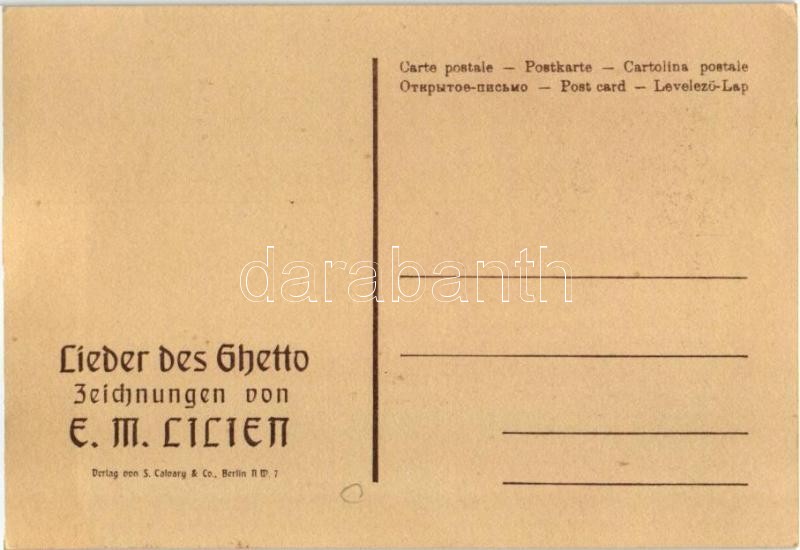 Carte postale — Postkarte — Cartolina postale
Открытое-письмо — Post card — Levelező-Lap
darabanth
Lieder des Ghetto
Zeichnungen von
E. M. LILIEN
Verlag von S. Calvary & Co., Berlin N W. 7